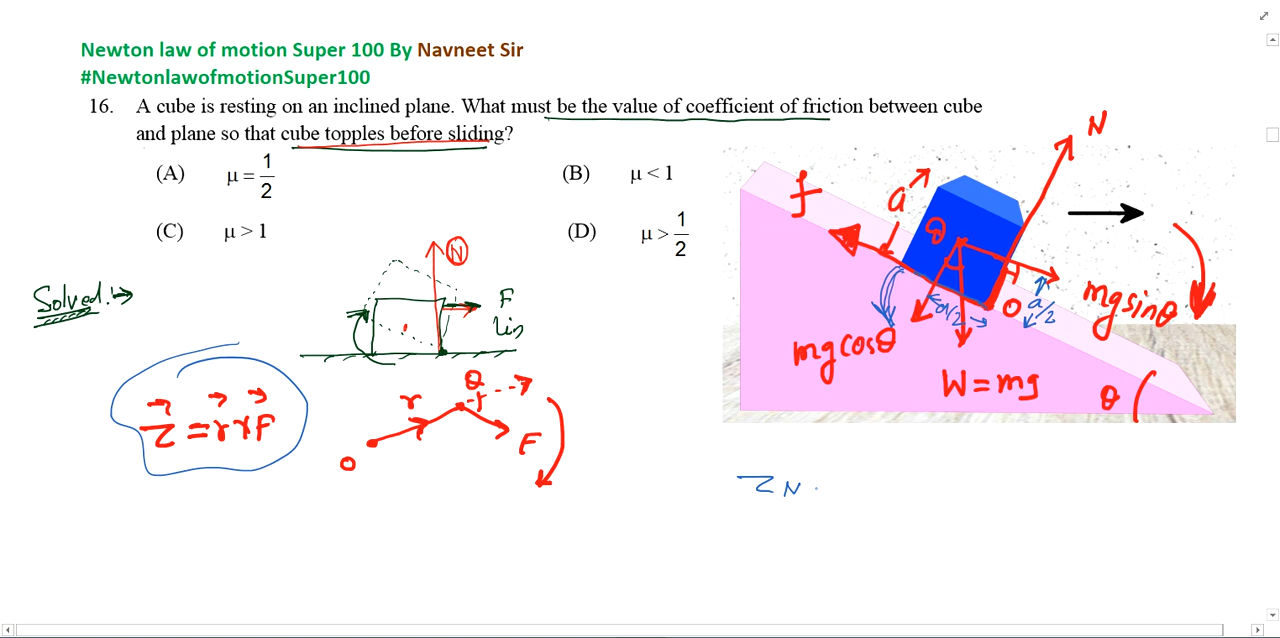 Newton law of motion Super 100 By Navneet Sir
#NewtonlawofmotionSuper100
16. A cube is resting on an inclined plane. What must be the value of coefficient of friction between cube
and plane so that cube topples before sliding?
(A) μ = 1/2
(B) μ < 1
(C) μ > 1
(D) μ > 1/2
Solved:→
N
F
τ = r × F
r
θ
F
O
N
f
a
θ
O
a/2
a/2
mg sinθ
mg cosθ
W = mg
θ
τN